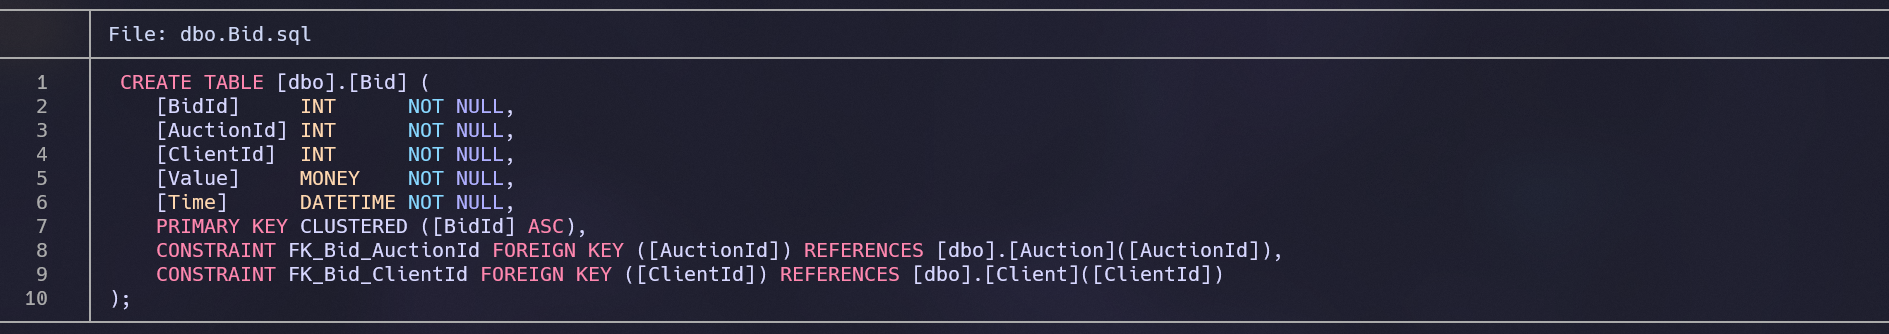 File: dbo.Bid.sql
1 CREATE TABLE [dbo].[Bid] (
2 [BidId] INT NOT NULL,
3 [AuctionId] INT NOT NULL,
4 [ClientId] INT NOT NULL,
5 [Value] MONEY NOT NULL,
6 [Time] DATETIME NOT NULL,
7 PRIMARY KEY CLUSTERED ([BidId] ASC),
8 CONSTRAINT FK_Bid_AuctionId FOREIGN KEY ([AuctionId]) REFERENCES [dbo].[Auction]([AuctionId]),
9 CONSTRAINT FK_Bid_ClientId FOREIGN KEY ([ClientId]) REFERENCES [dbo].[Client]([ClientId])
10 );